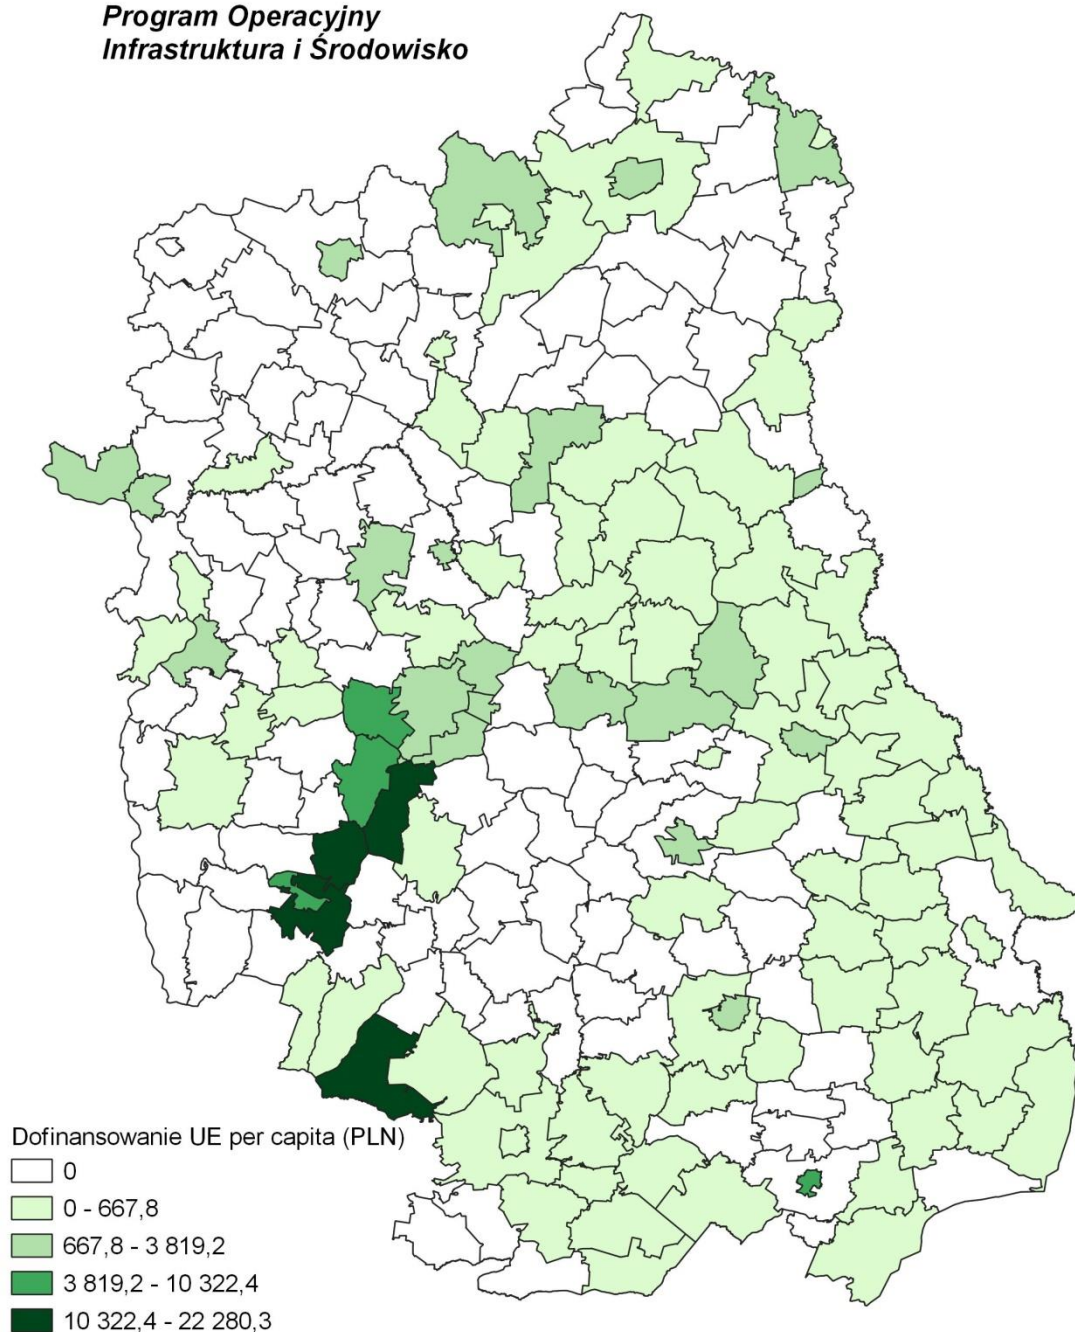 Program Operacyjny
Infrastruktura i Środowisko
Dofinansowanie UE per capita (PLN)
0
0 - 667,8
667,8 - 3 819,2
3 819,2 - 10 322,4
10 322,4 - 22 280,3